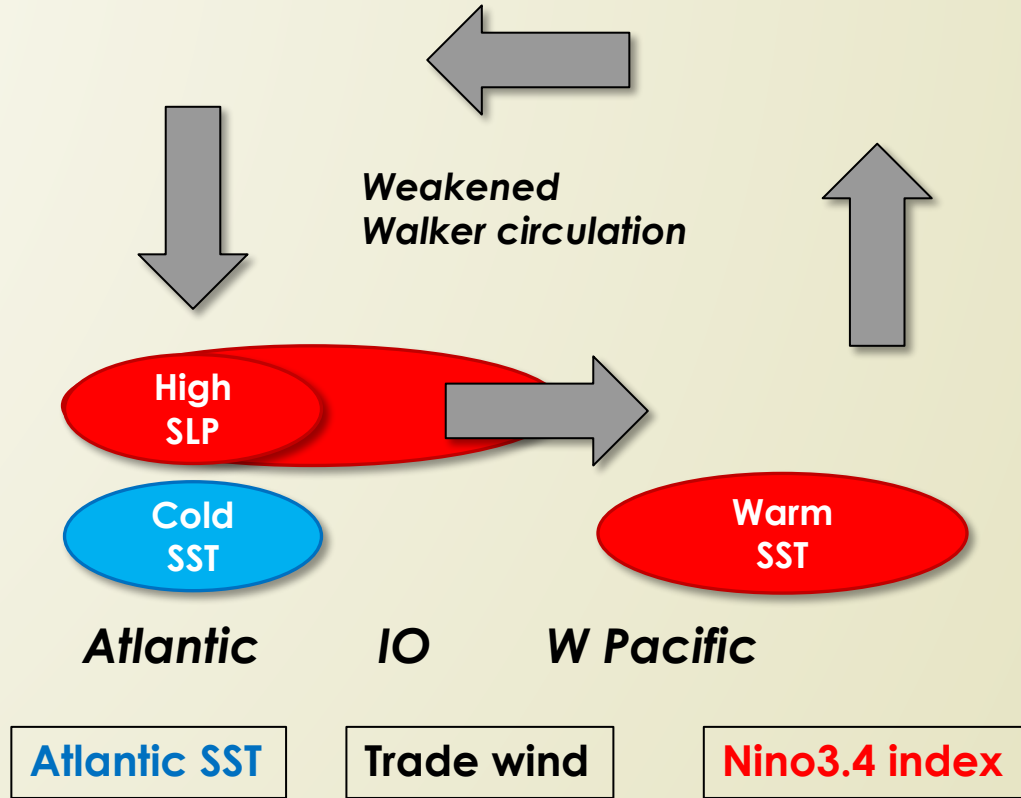 Weakened
Walker circulation
High
SLP
Cold
SST
Warm
SST
Atlantic IO W Pacific
Atlantic SST Trade wind Nino3.4 index